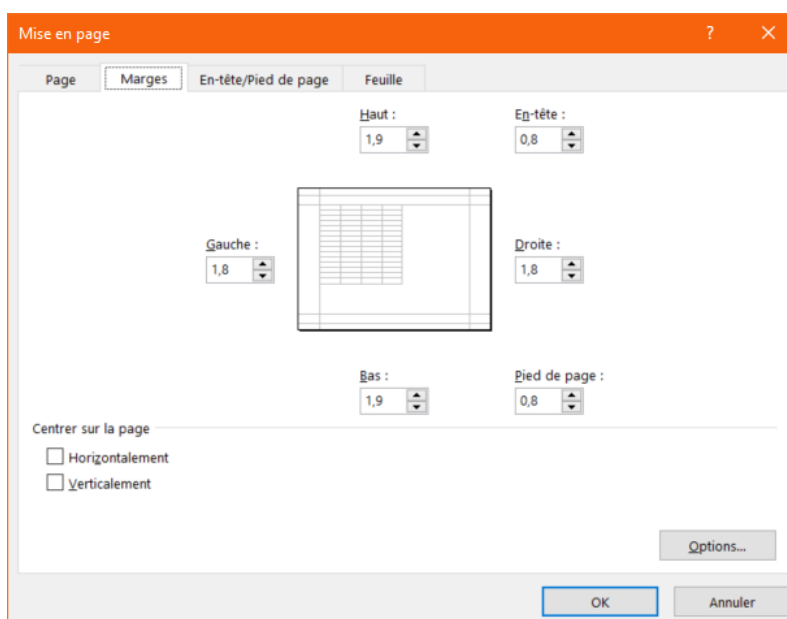 Mise en page
? ×
Page Marges En-tête/Pied de page Feuille
Haut : En-tête :
1,9 0,8
Gauche : Droite :
1,8 1,8
Bas : Pied de page :
1,9 0,8
Centrer sur la page
Horizontalement
Verticalement
Options...
OK Annuler